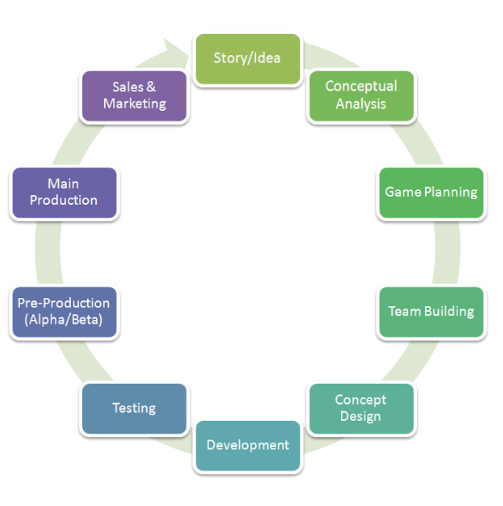 Story/Idea
Conceptual
Analysis
Game Planning
Team Building
Concept
Design
Development
Testing
Pre-Production
(Alpha/Beta)
Main
Production
Sales &
Marketing